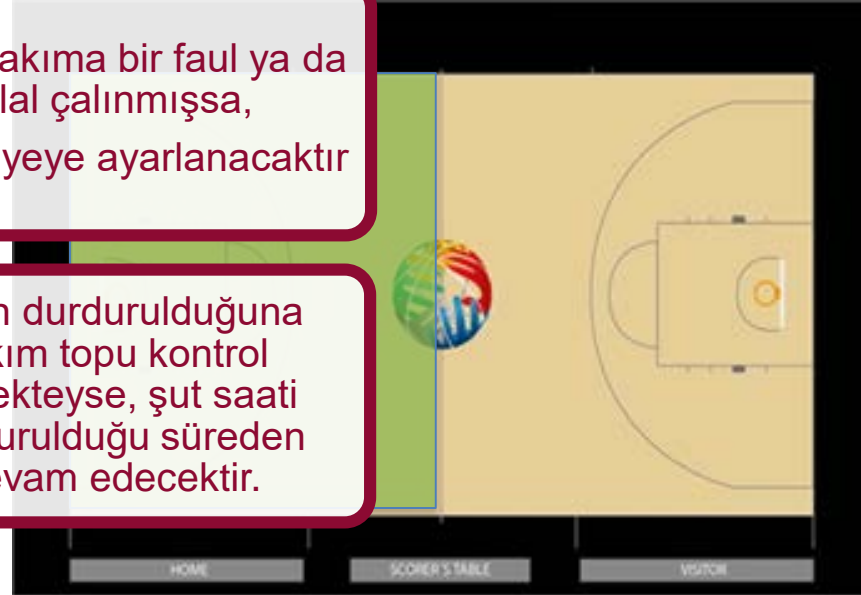 akıma bir faul ya da
lal çalınmışsa,
yeye ayarlanacaktır
n durdurulduğuna
kım topu kontrol
ekteyse, şut saati
urulduğu süreden
evam edecektir.
HOME
SCORER'S TABLE
VISITOR